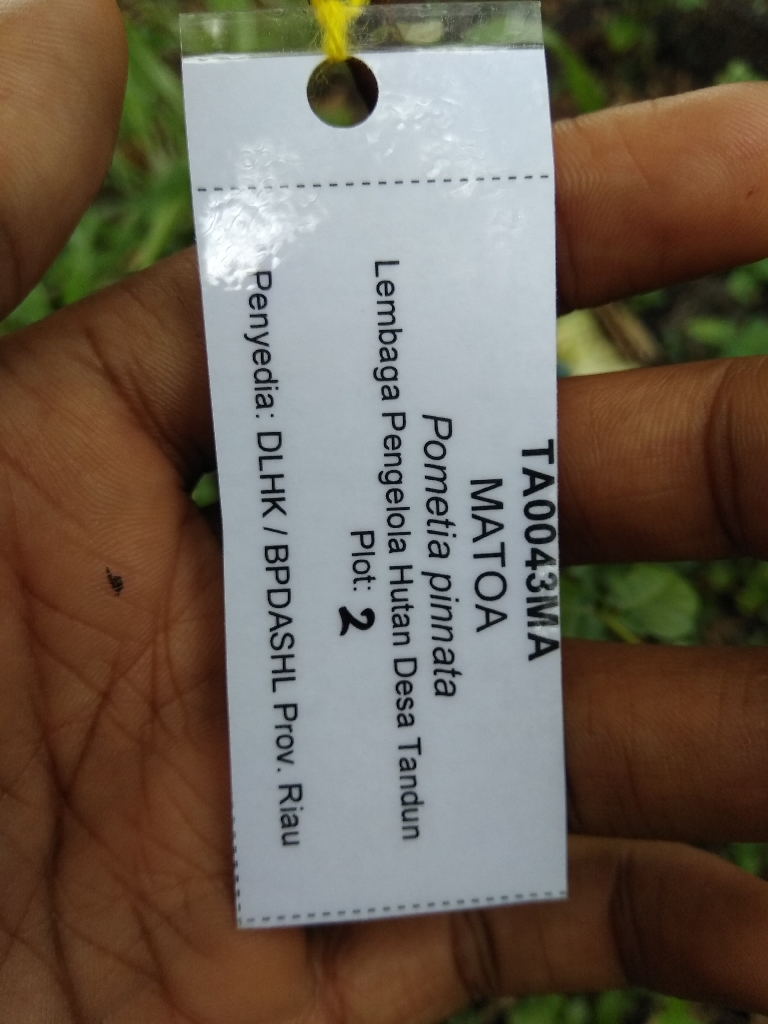 TA0043MA
MATOA
Pometia pinnata
Lembaga Pengelola Hutan Desa Tandun
Plot: 2
Penyedia: DLHK / BPDASHL Prov. Riau